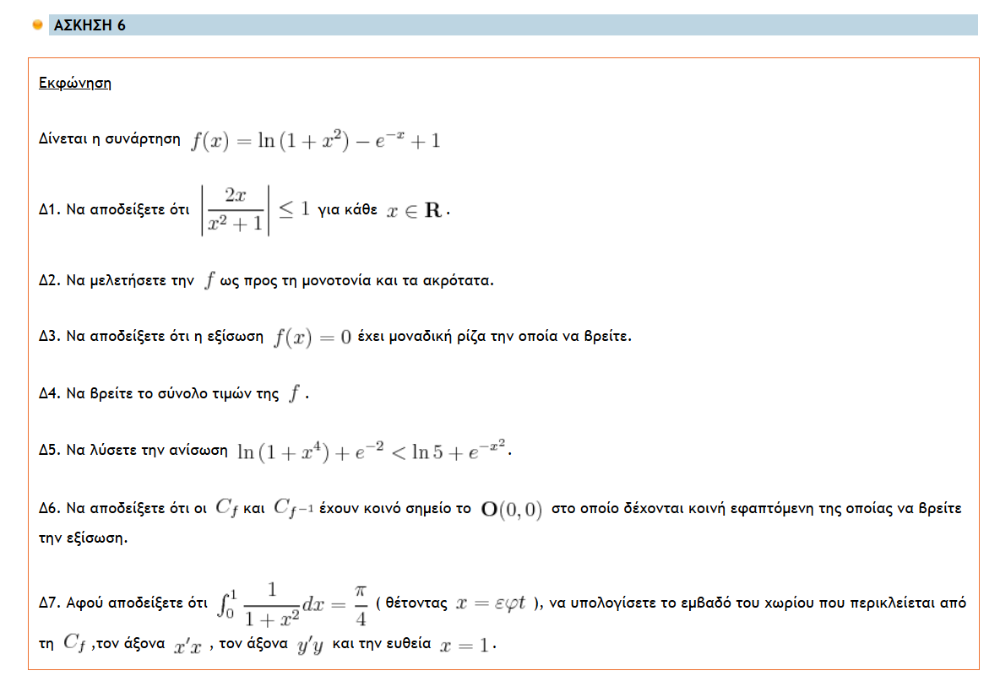 ΑΣΚΗΣΗ 6
Εκφώνηση
Δίνεται η συνάρτηση $f(x) = \ln(1+x^2) - e^{-x} + 1$
Δ1. Να αποδείξετε ότι $\left|\frac{2x}{x^2+1}\right| \leq 1$ για κάθε $x \in \mathbf{R}$.
Δ2. Να μελετήσετε την $f$ ως προς τη μονοτονία και τα ακρότατα.
Δ3. Να αποδείξετε ότι η εξίσωση $f(x) = 0$ έχει μοναδική ρίζα την οποία να βρείτε.
Δ4. Να βρείτε το σύνολο τιμών της $f$.
Δ5. Να λύσετε την ανίσωση $\ln(1+x^4) + e^{-2} < \ln 5 + e^{-x^2}$.
Δ6. Να αποδείξετε ότι οι $C_f$ και $C_{f^{-1}}$ έχουν κοινό σημείο το $\mathbf{O}(0,0)$ στο οποίο δέχονται κοινή εφαπτόμενη της οποίας να βρείτε
την εξίσωση.
Δ7. Αφού αποδείξετε ότι $\int_0^1 \frac{1}{1+x^2}dx = \frac{\pi}{4}$ ( θέτοντας $x = εφt$ ), να υπολογίσετε το εμβαδό του χωρίου που περικλείεται από
τη $C_f$ ,τον άξονα $x'x$ , τον άξονα $y'y$ και την ευθεία $x = 1$.